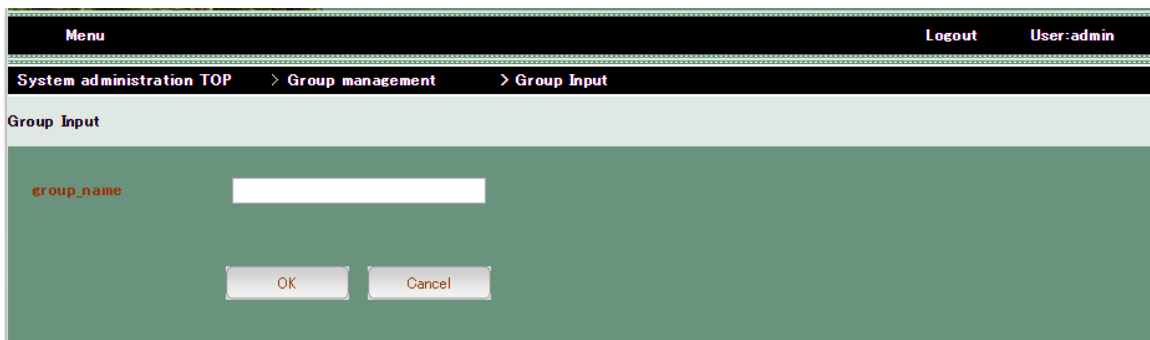 Menu Logout User:admin
System administration TOP > Group management > Group Input
Group Input
group_name
OK Cancel